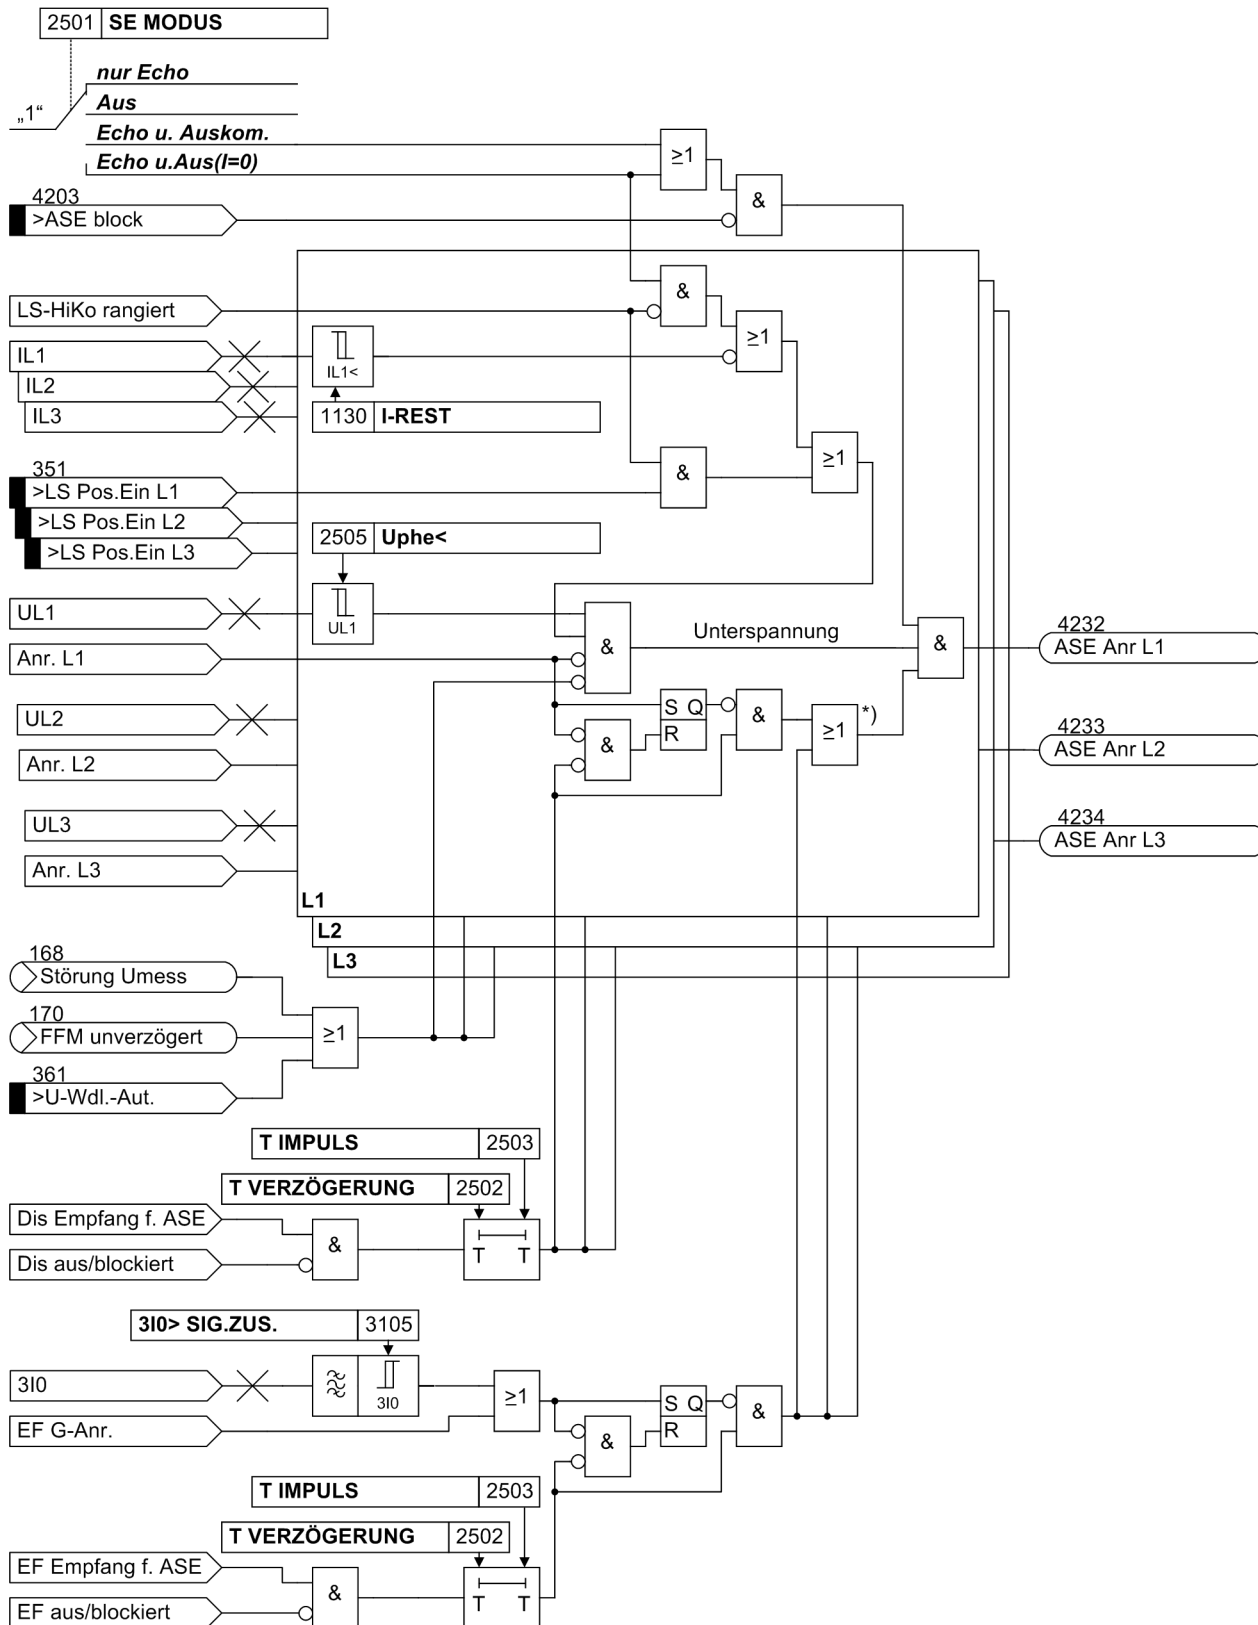 2501 SE MODUS
nur Echo
„1“
Aus
Echo u. Auskom.
Echo u.Aus(I=0)
≥1
&
4203
>ASE block
&
LS-HiKo rangiert
≥1
IL1
IL1<
IL2
IL3
1130 I-REST
≥1
&
351
>LS Pos.Ein L1
>LS Pos.Ein L2
>LS Pos.Ein L3
2505 Uphe<
UL1
UL1
Unterspannung
&
&
4232
ASE Anr L1
Anr. L1
S Q
R
&
&
≥1
*)
UL2
4233
ASE Anr L2
Anr. L2
UL3
4234
ASE Anr L3
Anr. L3
L1
L2
L3
168
Störung Umess
170
FFM unverzögert
≥1
361
>U-Wdl.-Aut.
T IMPULS 2503
T VERZÖGERUNG 2502
Dis Empfang f. ASE
&
T T
Dis aus/blockiert
3I0> SIG.ZUS. 3105
3I0
3I0
≥1
S Q
R
&
EF G-Anr.
&
T IMPULS 2503
T VERZÖGERUNG 2502
EF Empfang f. ASE
&
T T
EF aus/blockiert